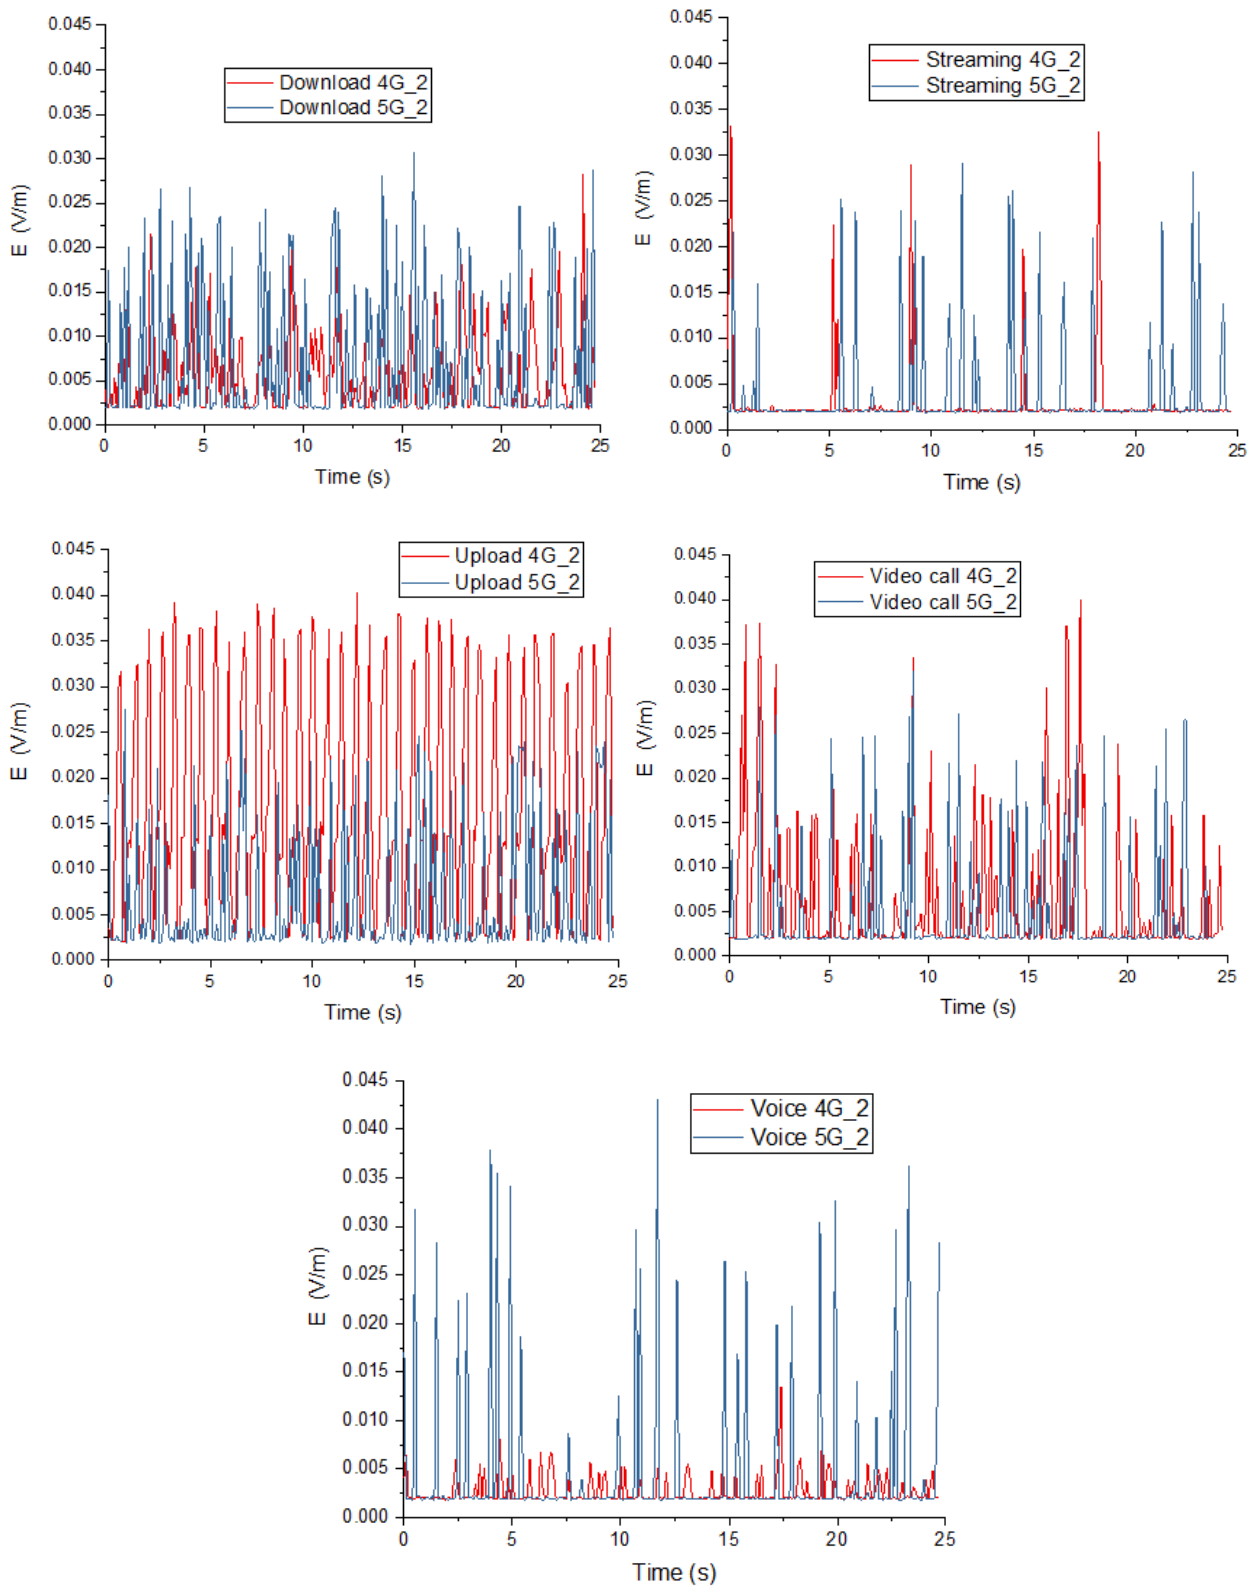 0.045
0.040
0.035
0.030
0.025
0.020
0.015
0.010
0.005
0.000
E (V/m)
Download 4G_2
Download 5G_2
0 5 10 15 20 25
Time (s)
0.045
0.040
0.035
0.030
0.025
0.020
0.015
0.010
0.005
0.000
E (V/m)
Streaming 4G_2
Streaming 5G_2
0 5 10 15 20 25
Time (s)
0.045
0.040
0.035
0.030
0.025
0.020
0.015
0.010
0.005
0.000
E (V/m)
Upload 4G_2
Upload 5G_2
0 5 10 15 20 25
Time (s)
0.045
0.040
0.035
0.030
0.025
0.020
0.015
0.010
0.005
0.000
E (V/m)
Video call 4G_2
Video call 5G_2
0 5 10 15 20 25
Time (s)
0.045
0.040
0.035
0.030
0.025
0.020
0.015
0.010
0.005
0.000
E (V/m)
Voice 4G_2
Voice 5G_2
0 5 10 15 20 25
Time (s)